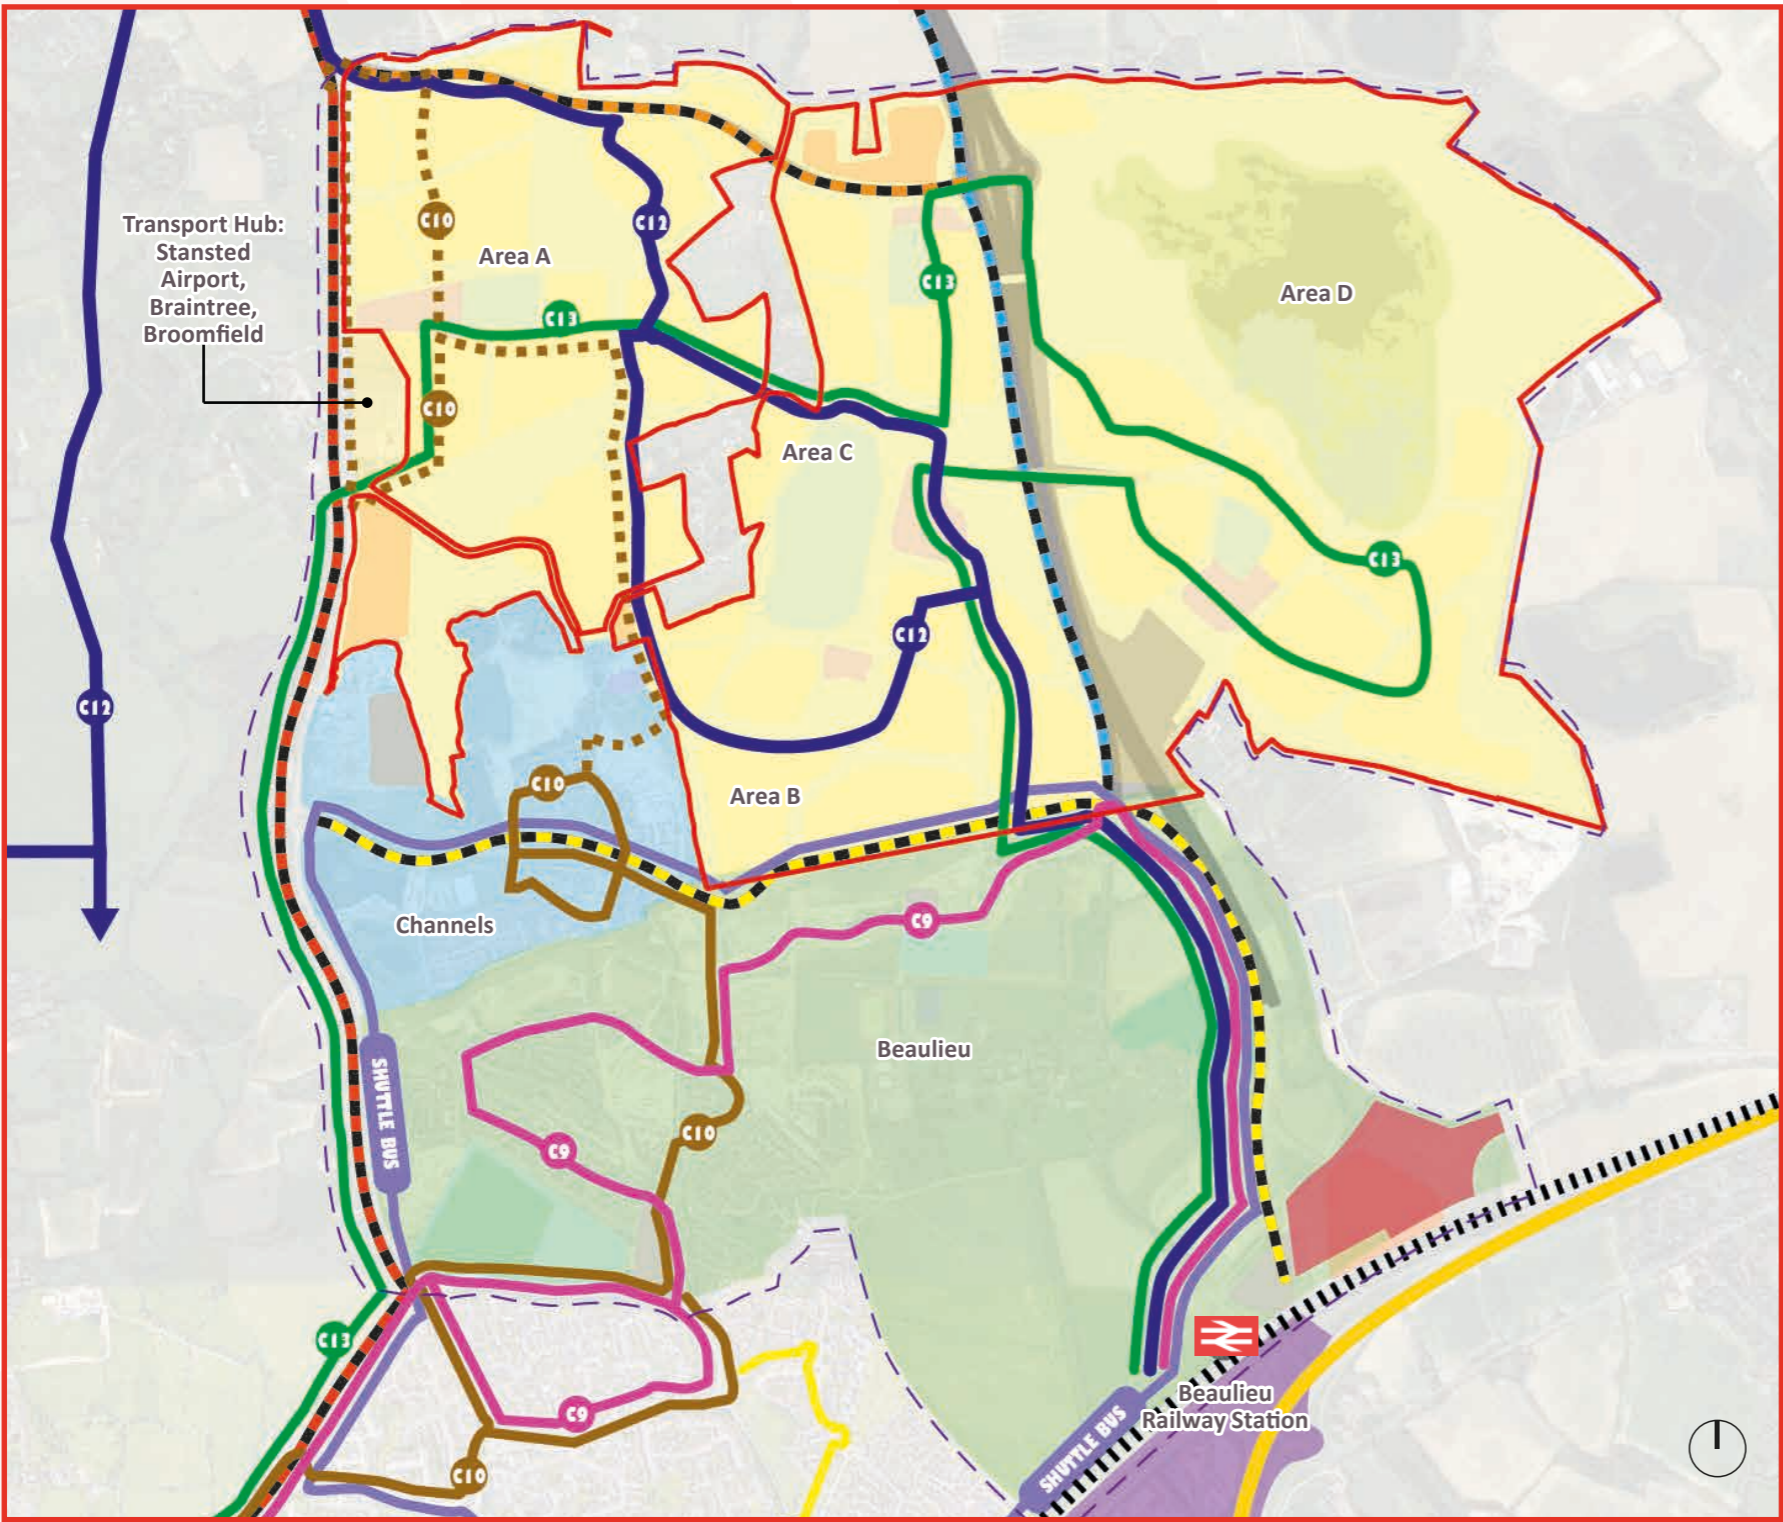 Transport Hub:
Stansted
Airport,
Braintree,
Broomfield
C10
C12
Area A
C13
C13
Area D
C10
Area C
C13
C12
C12
C10
Area B
Channels
C9
Beaulieu
SHUTTLE BUS
C10
C9
C13
Beaulieu
Railway Station
C9
SHUTTLE BUS
C10